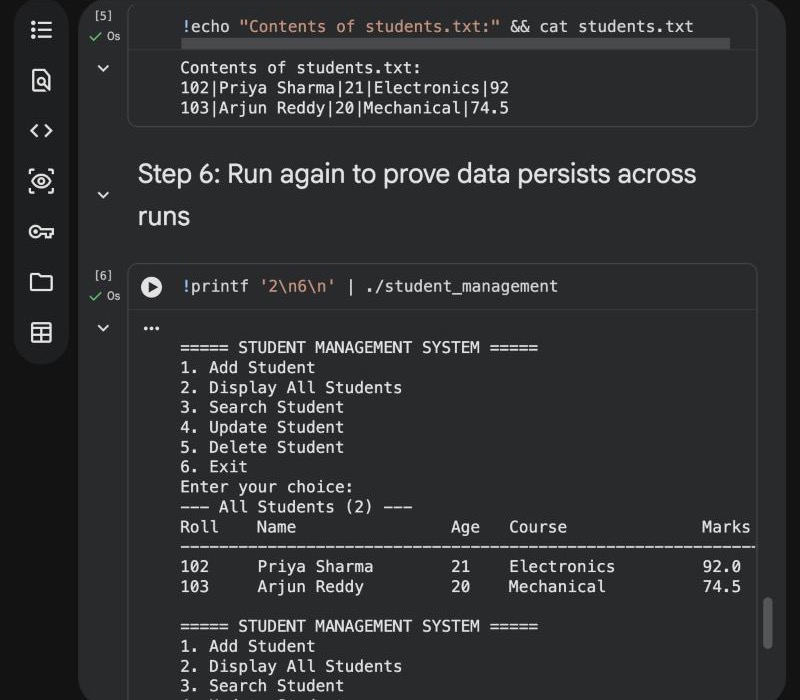 [5]
!echo "Contents of students.txt:" && cat students.txt
0s
Contents of students.txt:
102|Priya Sharma|21|Electronics|92
103|Arjun Reddy|20|Mechanical|74.5
Step 6: Run again to prove data persists across
runs
[6]
!printf '2\n6\n' | ./student_management
0s
===== STUDENT MANAGEMENT SYSTEM =====
1. Add Student
2. Display All Students
3. Search Student
4. Update Student
5. Delete Student
6. Exit
Enter your choice:
--- All Students (2) ---
Roll Name Age Course Marks
102 Priya Sharma 21 Electronics 92.0
103 Arjun Reddy 20 Mechanical 74.5
===== STUDENT MANAGEMENT SYSTEM =====
1. Add Student
2. Display All Students
3. Search Student